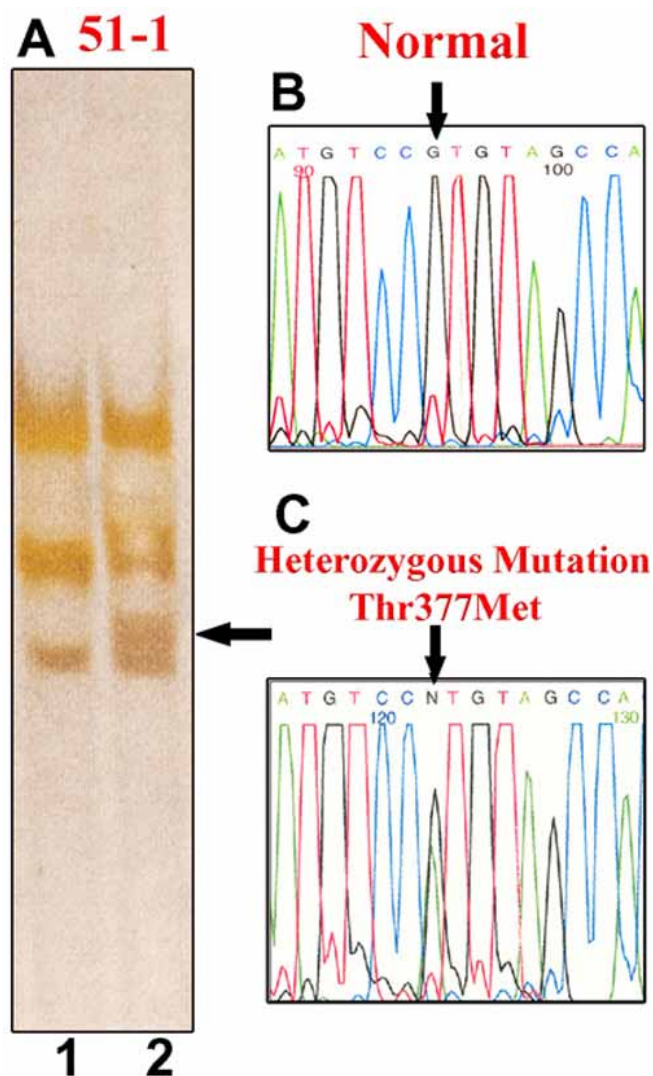 A 51-1
Normal
B
A T G T C C G T G T A G C C A
90 100
C
Heterozygous Mutation
Thr377Met
A T G T C C N T G T A G C C A
120 130
1 2